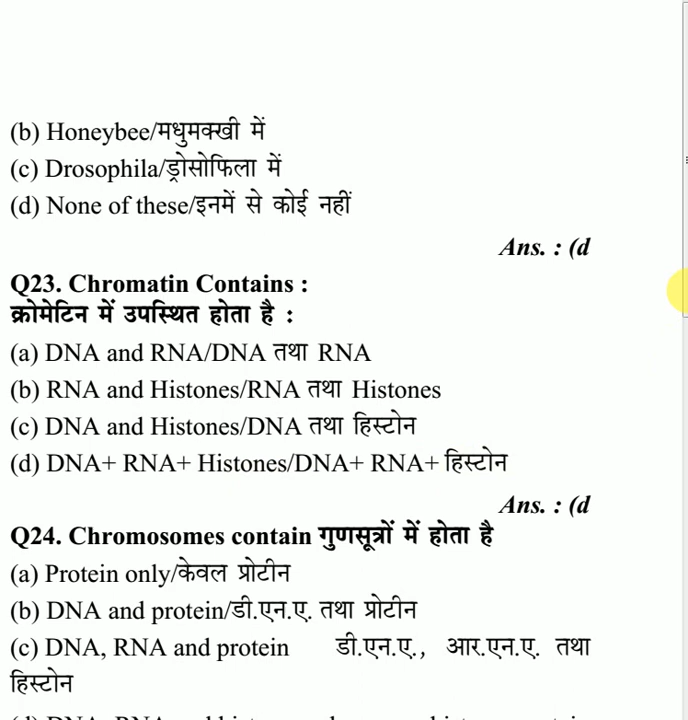 (b) Honeybee/मधुमक्खी में
(c) Drosophila/ड्रोसोफिला में
(d) None of these/इनमें से कोई नहीं
Ans. : (d
Q23. Chromatin Contains :
क्रोमेटिन में उपस्थित होता है :
(a) DNA and RNA/DNA तथा RNA
(b) RNA and Histones/RNA तथा Histones
(c) DNA and Histones/DNA तथा हिस्टोन
(d) DNA+ RNA+ Histones/DNA+ RNA+ हिस्टोन
Ans. : (d
Q24. Chromosomes contain गुणसूत्रों में होता है
(a) Protein only/केवल प्रोटीन
(b) DNA and protein/डी.एन.ए. तथा प्रोटीन
(c) DNA, RNA and protein डी.एन.ए., आर.एन.ए. तथा
हिस्टोन